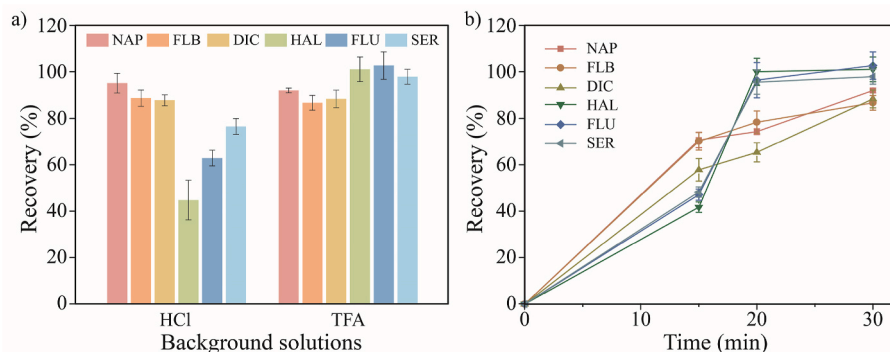 a)
NAP FLB DIC HAL FLU SER
120
100
80
60
40
20
0
Recovery (%)
HCl TFA
Background solutions
b)
NAP
FLB
DIC
HAL
FLU
SER
120
100
80
60
40
20
0
Recovery (%)
0 10 20 30
Time (min)